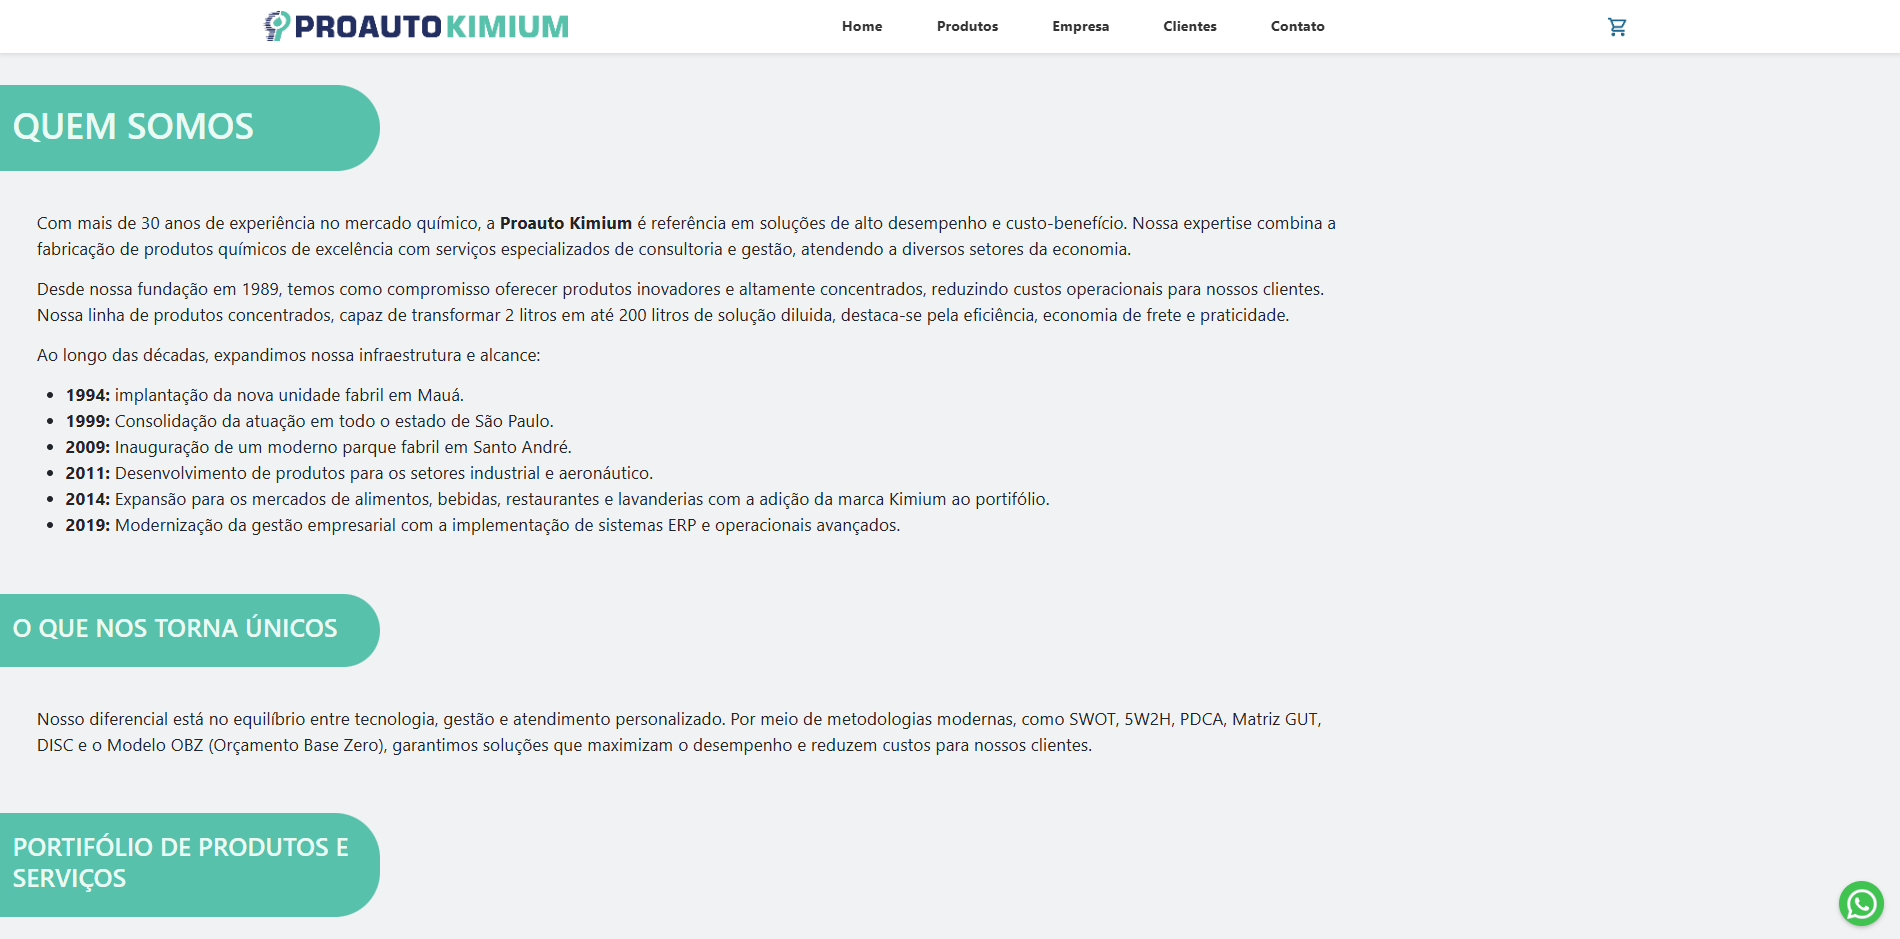 PROAUTO KIMIUM
Home Produtos Empresa Clientes Contato
QUEM SOMOS
Com mais de 30 anos de experiência no mercado químico, a Proauto Kimium é referência em soluções de alto desempenho e custo-benefício. Nossa expertise combina a
fabricação de produtos químicos de excelência com serviços especializados de consultoria e gestão, atendendo a diversos setores da economia.
Desde nossa fundação em 1989, temos como compromisso oferecer produtos inovadores e altamente concentrados, reduzindo custos operacionais para nossos clientes.
Nossa linha de produtos concentrados, capaz de transformar 2 litros em até 200 litros de solução diluida, destaca-se pela eficiência, economia de frete e praticidade.
Ao longo das décadas, expandimos nossa infraestrutura e alcance:
• 1994: implantação da nova unidade fabril em Mauá.
• 1999: Consolidação da atuação em todo o estado de São Paulo.
• 2009: Inauguração de um moderno parque fabril em Santo André.
• 2011: Desenvolvimento de produtos para os setores industrial e aeronáutico.
• 2014: Expansão para os mercados de alimentos, bebidas, restaurantes e lavanderias com a adição da marca Kimium ao portifólio.
• 2019: Modernização da gestão empresarial com a implementação de sistemas ERP e operacionais avançados.
O QUE NOS TORNA ÚNICOS
Nosso diferencial está no equilíbrio entre tecnologia, gestão e atendimento personalizado. Por meio de metodologias modernas, como SWOT, 5W2H, PDCA, Matriz GUT,
DISC e o Modelo OBZ (Orçamento Base Zero), garantimos soluções que maximizam o desempenho e reduzem custos para nossos clientes.
PORTIFÓLIO DE PRODUTOS E
SERVIÇOS